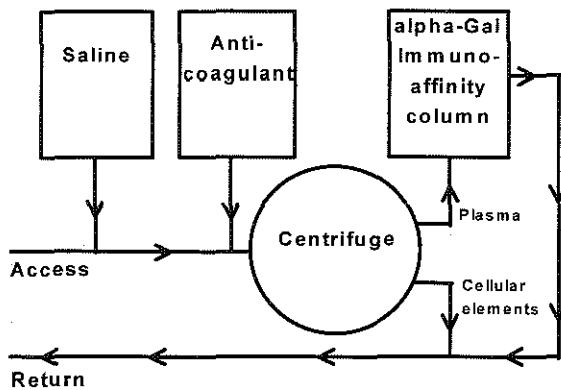 Saline
Anti-
coagulant
alpha-Gal
Immuno-
affinity
column
Centrifuge
Plasma
Access
Cellular
elements
Return